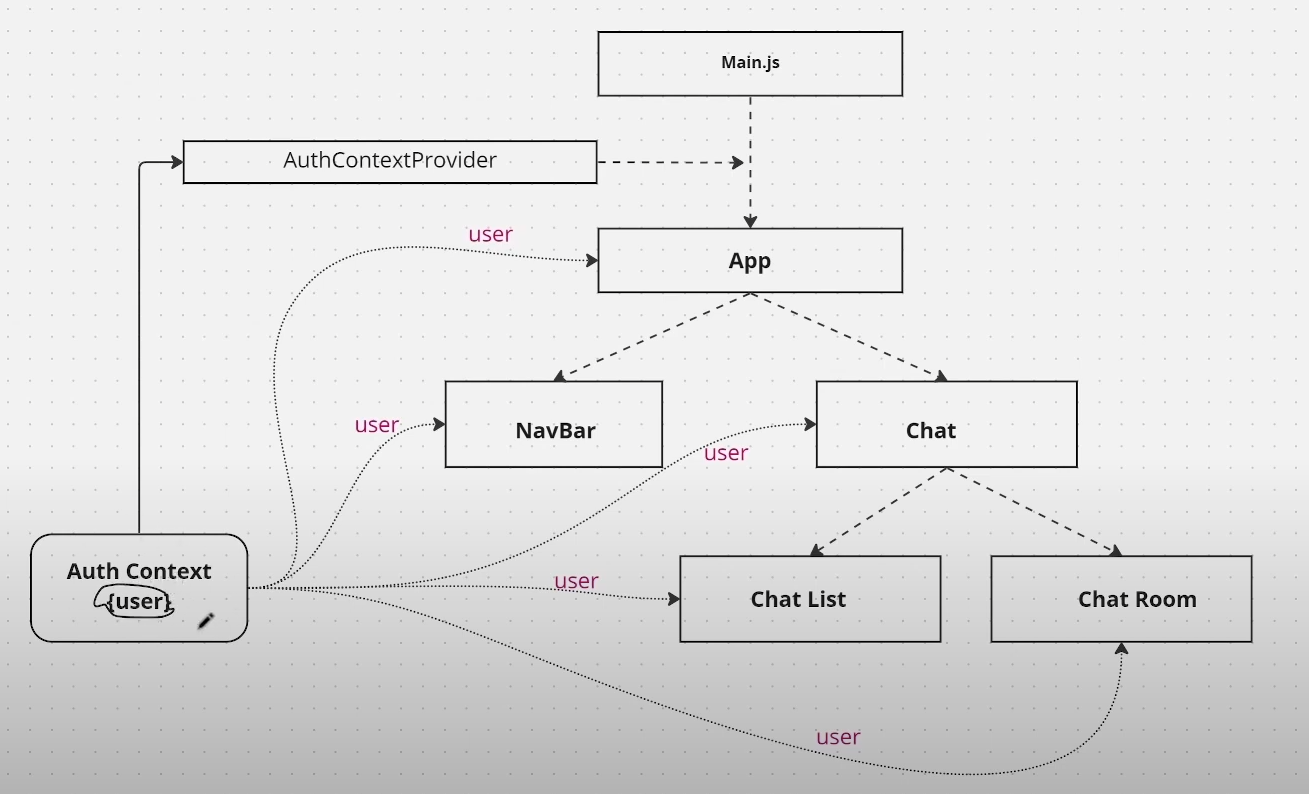 Main.js
AuthContextProvider
user
App
user
NavBar
user
Chat
Auth Context
{user}
user
Chat List
Chat Room
user